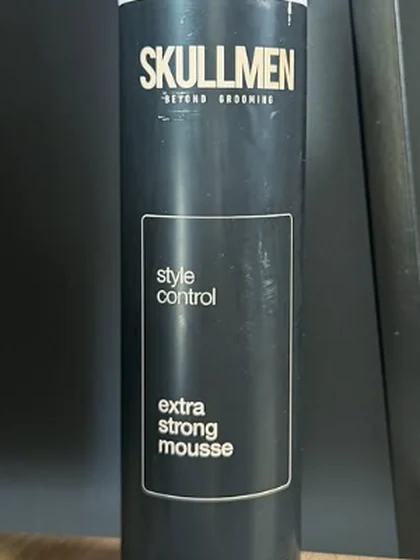 SKULLMEN
BEYOND GROOMING
style
control
extra
strong
mousse